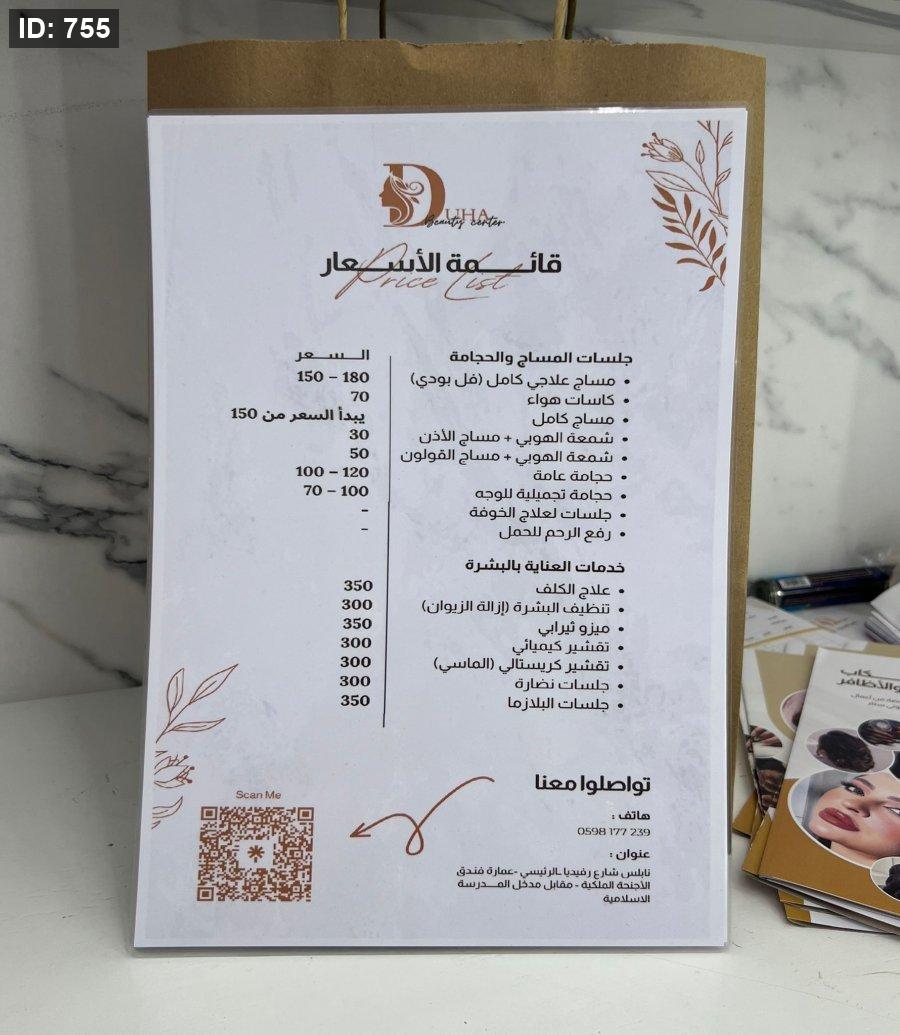 ID: 755
DUHA
Beauty center
قائـــمة الأسـعار
Price List
جلسات المساج والحجامة الـــسـعر
• مساج علاجي كامل (فل بودي) 150 – 180
• كاسات هواء 70
• مساج كامل يبدأ السعر من 150
• شمعة الهوبي + مساج الأذن 30
• شمعة الهوبي + مساج القولون 50
• حجامة عامة 100 – 120
• حجامة تجميلية للوجه 70 – 100
• جلسات لعلاج الخوفة -
• رفع الرحم للحمل -
خدمات العناية بالبشرة
• علاج الكلف 350
• تنظيف البشرة (إزالة الزيوان) 300
• ميزو ثيرابي 350
• تقشير كيميائي 300
• تقشير كريستالي (الماسي) 300
• جلسات نضارة 300
• جلسات البلازما 350
تواصلوا معنا
هاتف :
0598 177 239
عنوان :
نابلس شارع رفيديا الرئيسي -عمارة فندق
الأجنحة الملكية - مقابل مدخل المـــدرسة
الاسلامية
Scan Me
والأظافر